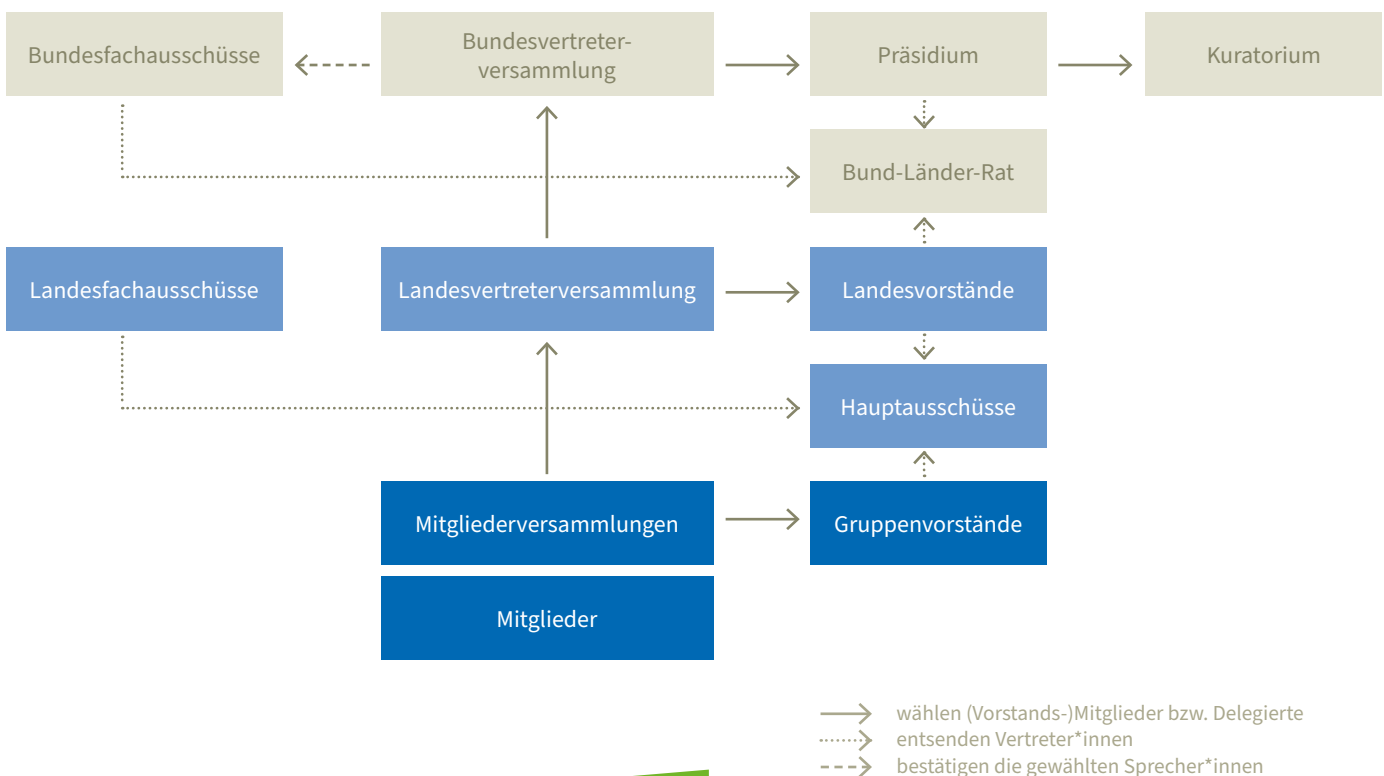 Bundesfachausschüsse
Bundesvertreter-
versammlung
Präsidium
Kuratorium
Bund-Länder-Rat
Landesfachausschüsse
Landesvertreterversammlung
Landesvorstände
Hauptausschüsse
Mitgliederversammlungen
Gruppenvorstände
Mitglieder
wählen (Vorstands-)Mitglieder bzw. Delegierte
entsenden Vertreter*innen
bestätigen die gewählten Sprecher*innen